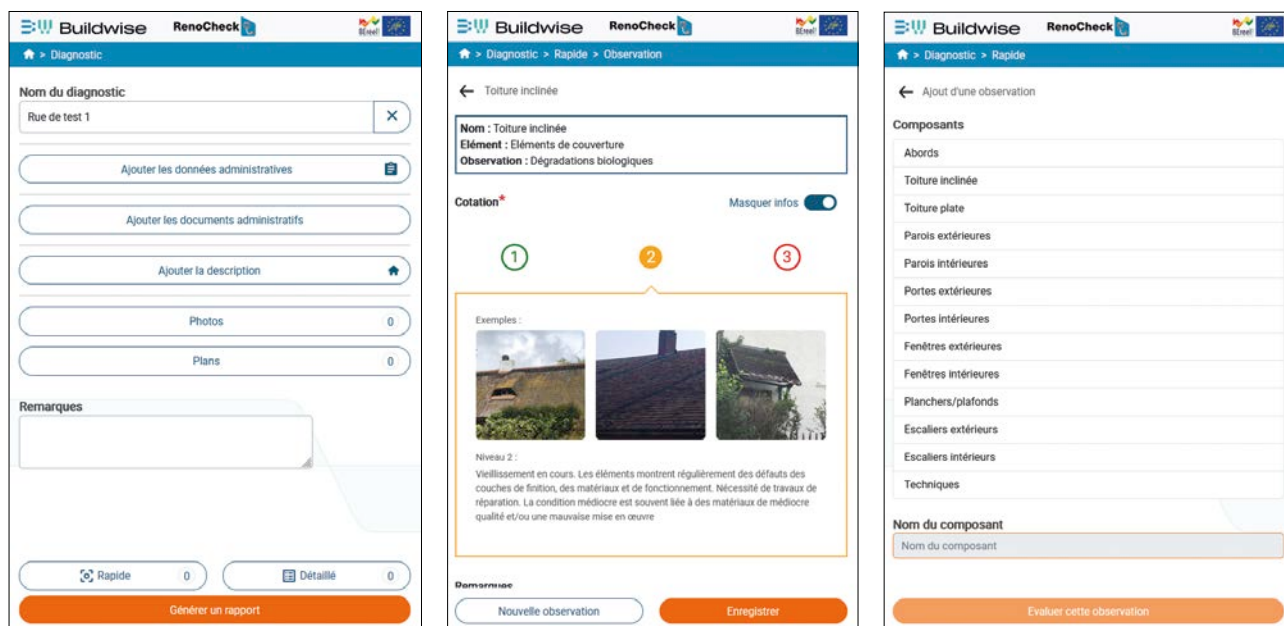 Buildwise
RenoCheck
BEreel!
> Diagnostic
Nom du diagnostic
Rue de test 1
Ajouter les données administratives
Ajouter les documents administratifs
Ajouter la description
Photos 0
Plans 0
Remarques
Rapide 0
Détaillé 0
Générer un rapport
Buildwise
RenoCheck
BEreel!
> Diagnostic > Rapide > Observation
Toiture inclinée
Nom : Toiture inclinée
Elément : Eléments de couverture
Observation : Dégradations biologiques
Cotation*
Masquer infos
1
2
3
Exemples :
Niveau 2 :
Vieillissement en cours. Les éléments montrent régulièrement des défauts des
couches de finition, des matériaux et de fonctionnement. Nécessité de travaux de
réparation. La condition médiocre est souvent liée à des matériaux de médiocre
qualité et/ou une mauvaise mise en œuvre
Remarques
Nouvelle observation
Enregistrer
Buildwise
RenoCheck
BEreel!
> Diagnostic > Rapide
Ajout d'une observation
Composants
Abords
Toiture inclinée
Toiture plate
Parois extérieures
Parois intérieures
Portes extérieures
Portes intérieures
Fenêtres extérieures
Fenêtres intérieures
Planchers/plafonds
Escaliers extérieurs
Escaliers intérieurs
Techniques
Nom du composant
Nom du composant
Evaluer cette observation